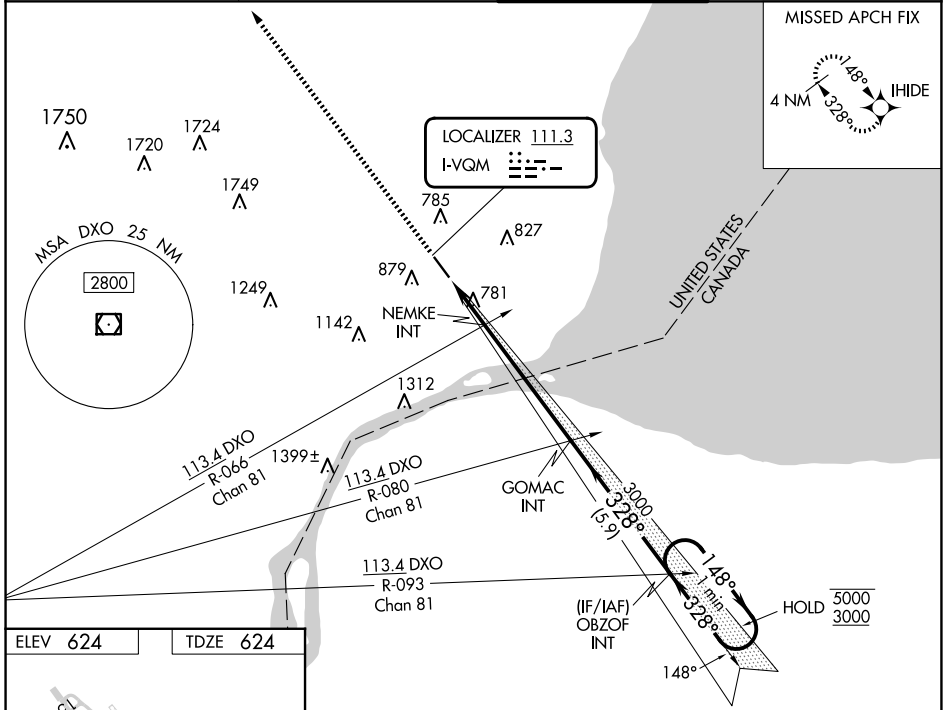 MISSED APCH FIX
148°
328°
4 NM
IHIDE
1750
1720
1724
1749
LOCALIZER 111.3
I-VQM
785
827
MSA DXO 25 NM
2800
1249
879
781
1142
NEMKE
INT
UNITED STATES
CANADA
1312
1399±
113.4 DXO
R-066
Chan 81
113.4 DXO
R-080
Chan 81
GOMAC
INT
3000
328°
(5.9)
113.4 DXO
R-093
Chan 81
(IF/IAF)
OBZOF
INT
148°
1 min
328°
HOLD
5000
3000
148°
ELEV 624
TDZE 624